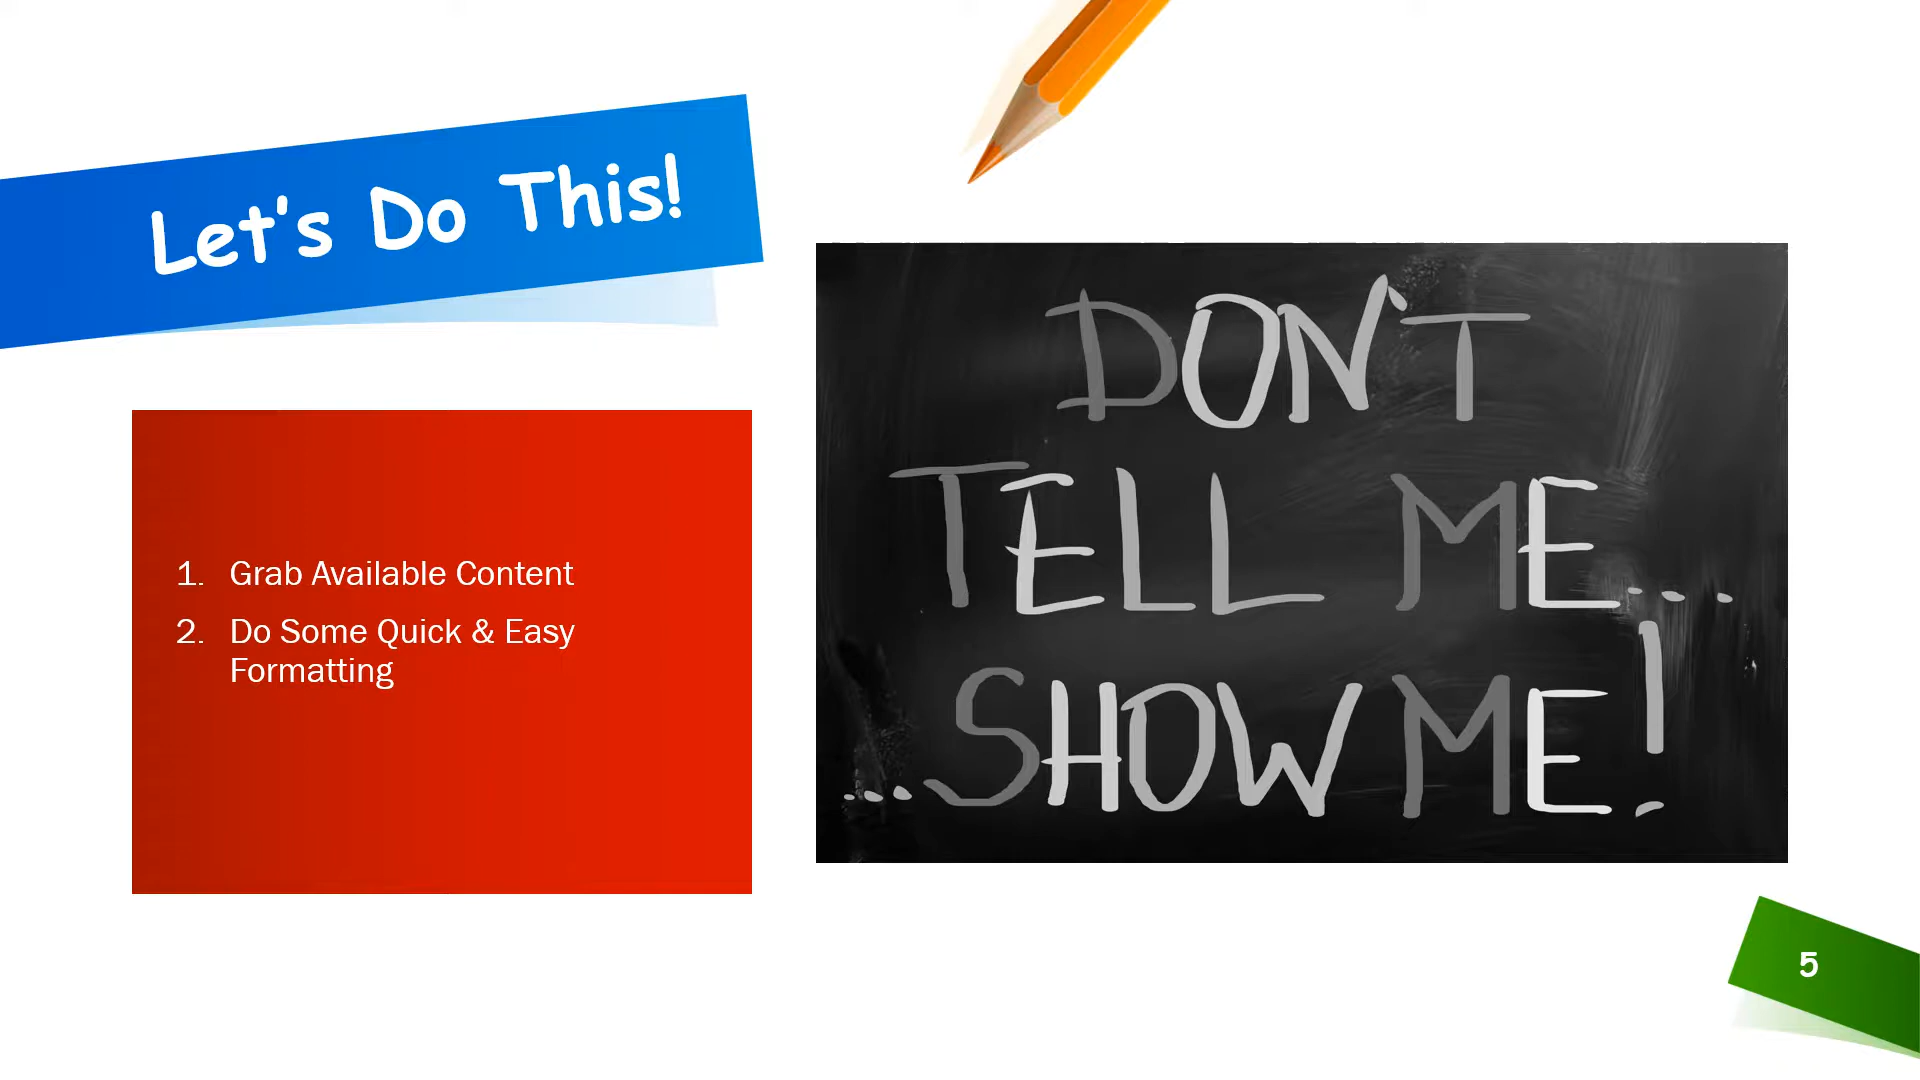 Let's Do This!
1. Grab Available Content
2. Do Some Quick & Easy
Formatting
DON'T
TELL ME...
...SHOW ME!
5